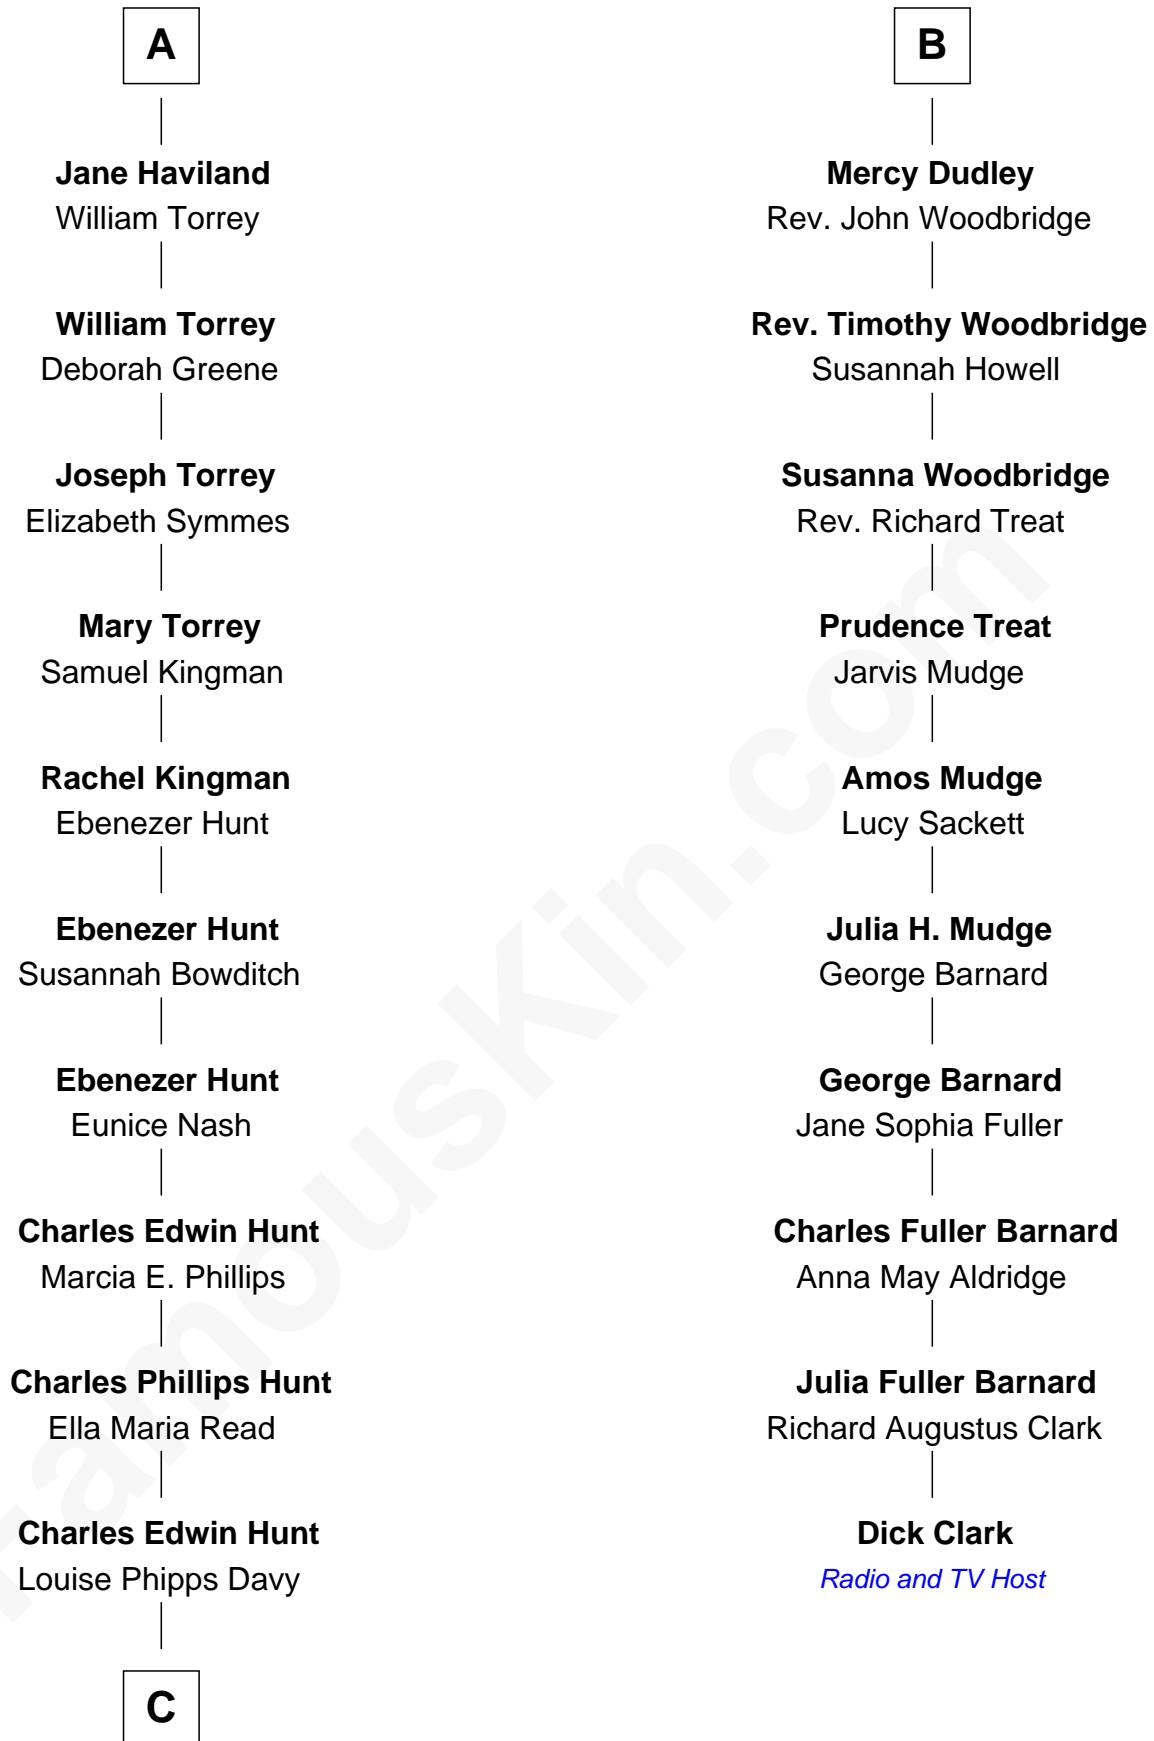 A
Jane Haviland
William Torrey
William Torrey
Deborah Greene
Joseph Torrey
Elizabeth Symmes
Mary Torrey
Samuel Kingman
Rachel Kingman
Ebenezer Hunt
Ebenezer Hunt
Susannah Bowditch
Ebenezer Hunt
Eunice Nash
Charles Edwin Hunt
Marcia E. Phillips
Charles Phillips Hunt
Ella Maria Read
Charles Edwin Hunt
Louise Phipps Davy
C
B
Mercy Dudley
Rev. John Woodbridge
Rev. Timothy Woodbridge
Susannah Howell
Susanna Woodbridge
Rev. Richard Treat
Prudence Treat
Jarvis Mudge
Amos Mudge
Lucy Sackett
Julia H. Mudge
George Barnard
George Barnard
Jane Sophia Fuller
Charles Fuller Barnard
Anna May Aldridge
Julia Fuller Barnard
Richard Augustus Clark
Dick Clark
Radio and TV Host
FamousKin.com